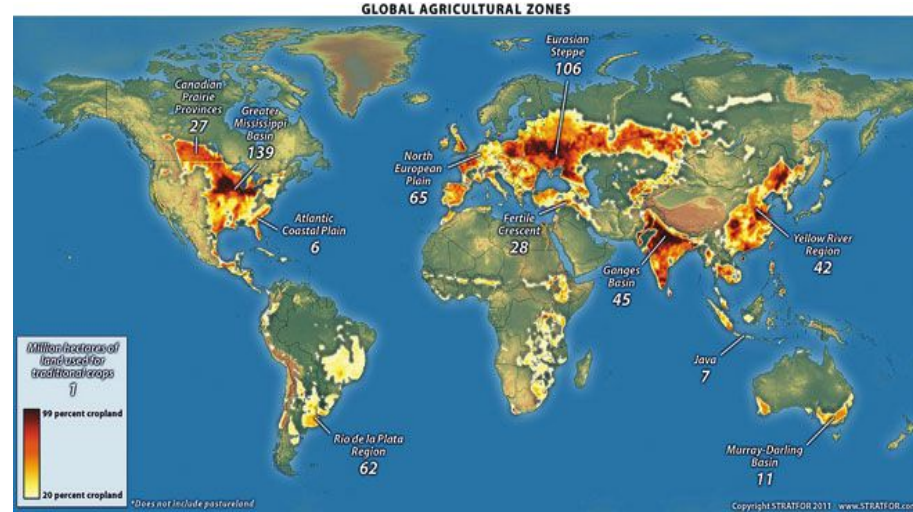 GLOBAL AGRICULTURAL ZONES
Eurasian
Steppe
106
Canadian
Prairie
Provinces
27
Greater
Mississippi
Basin
139
North
European
Plain
65
Atlantic
Coastal Plain
6
Fertile
Crescent
28
Ganges
Basin
45
Yellow River
Region
42
Java
7
Rio de la Plata
Region
62
Murray-Darling
Basin
11
Million hectares of
land used for
traditional crops
1
99 percent cropland
20 percent cropland
*Does not include pastureland
Copyright STRATFOR 2011 www.STRATFOR.com